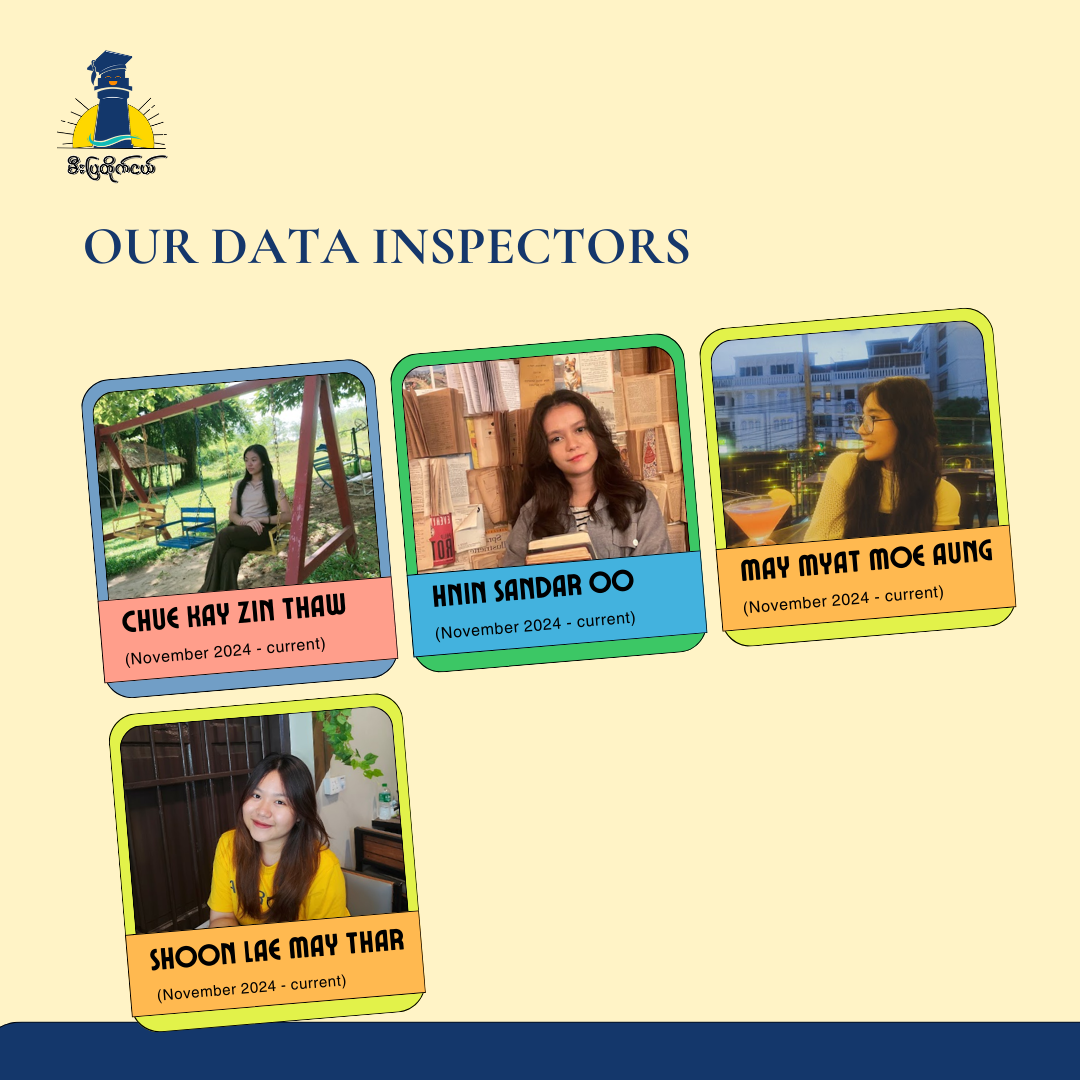 မီးပြတိုက်ငယ်
OUR DATA INSPECTORS
CHUE KAY ZIN THAW
(November 2024 - current)
HNIN SANDAR OO
(November 2024 - current)
MAY MYAT MOE AUNG
(November 2024 - current)
SHOON LAE MAY THAR
(November 2024 - current)